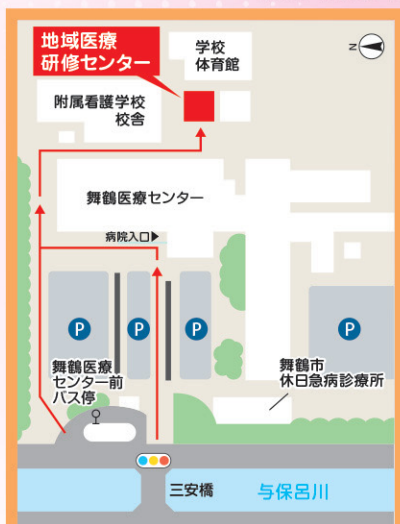 地域医療
研修センター
学校
体育館
N
附属看護学校
校舎
舞鶴医療センター
病院入口▶
P
P
P
P
舞鶴医療
センター前
バス停
舞鶴市
休日急病診療所
三安橋
与保呂川